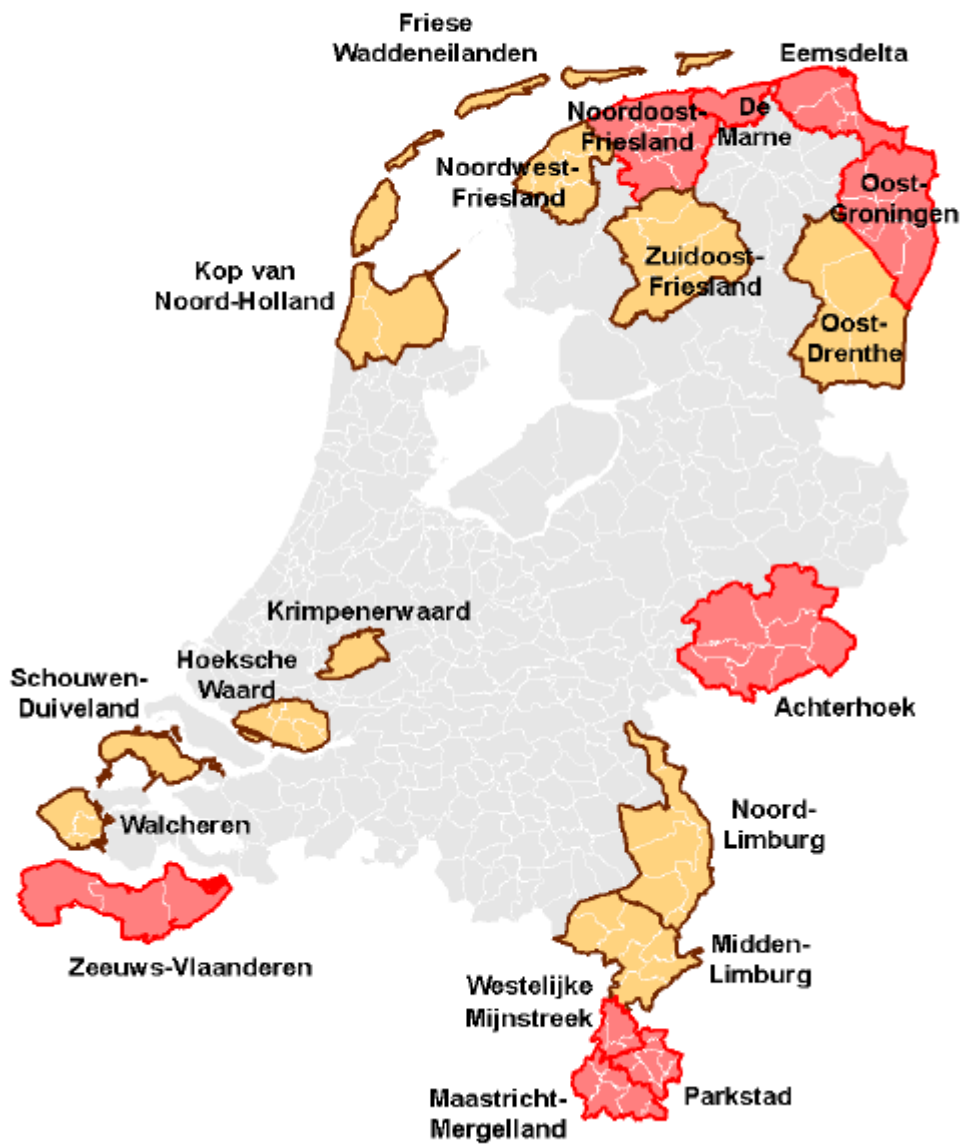 Friese
Waddeneilanden
Eemsdelta
Noordoost-
Friesland
De
Marne
Noordwest-
Friesland
Oost-
Groningen
Kop van
Noord-Holland
Zuidoost-
Friesland
Oost-
Drenthe
Krimpenerwaard
Hoeksche
Waard
Schouwen-
Duiveland
Achterhoek
Walcheren
Noord-
Limburg
Zeeuws-Vlaanderen
Midden-
Limburg
Westelijke
Mijnstreek
Maastricht-
Mergelland
Parkstad